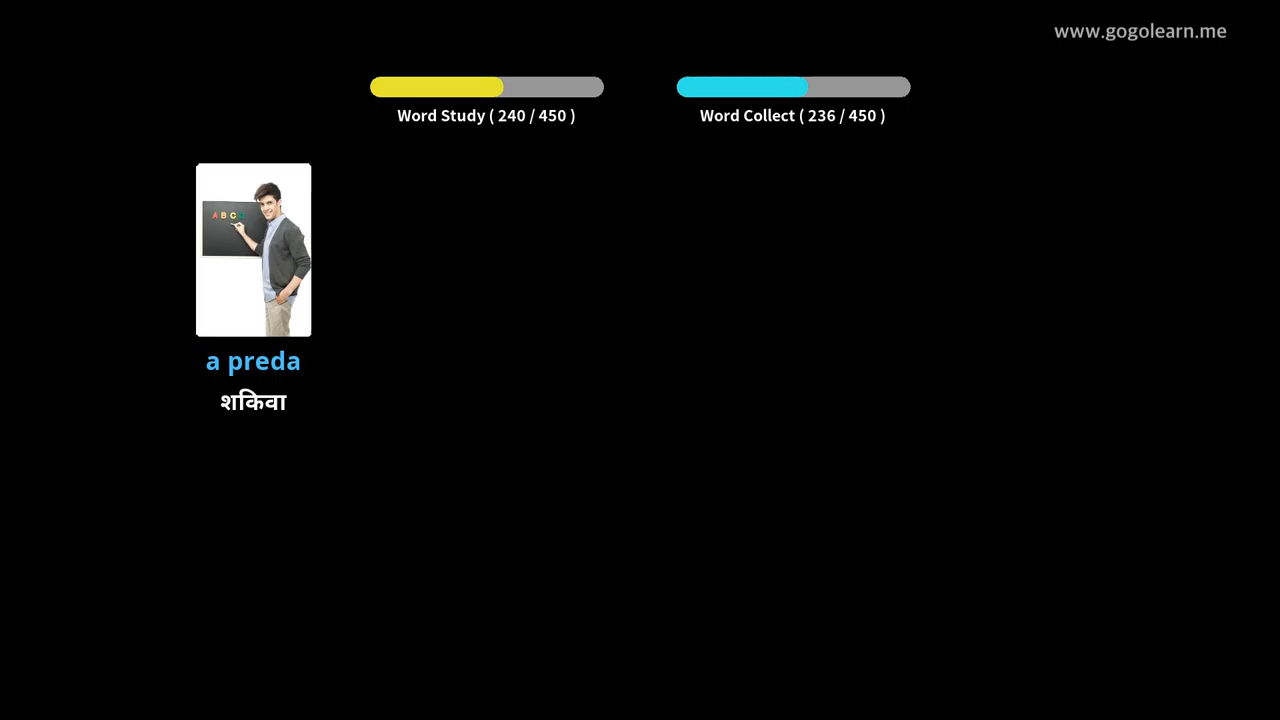 www.gogolearn.me
Word Study ( 240 / 450 )
Word Collect ( 236 / 450 )
A B C D
a preda
शकिवा